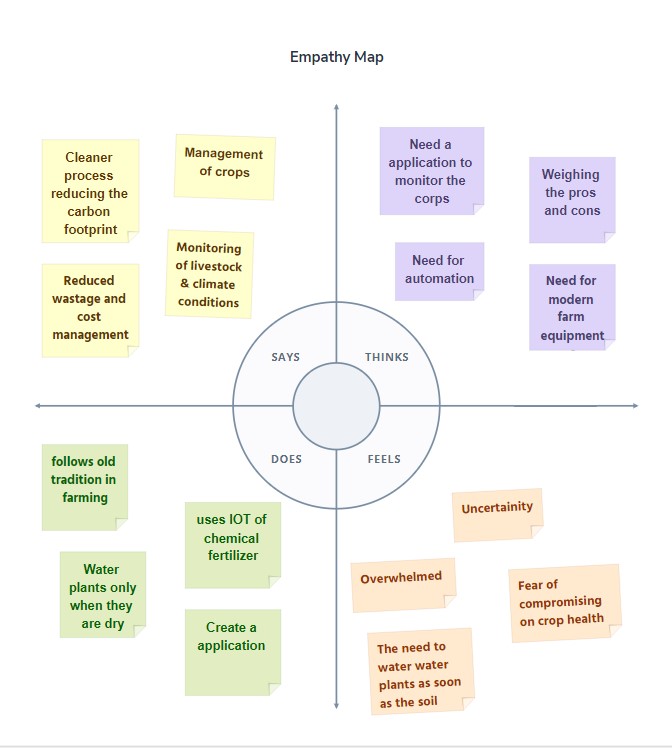 Empathy Map
Cleaner
process
reducing the
carbon
footprint
Management
of crops
Reduced
wastage and
cost
management
Monitoring
of livestock
& climate
conditions
Need a
application to
monitor the
corps
Weighing
the pros
and cons
Need for
automation
Need for
modern
farm
equipment
SAYS
THINKS
DOES
FEELS
follows old
tradition in
farming
uses IOT of
chemical
fertilizer
Water
plants only
when they
are dry
Create a
application
Uncertainity
Overwhelmed
Fear of
compromising
on crop health
The need to
water water
plants as soon
as the soil